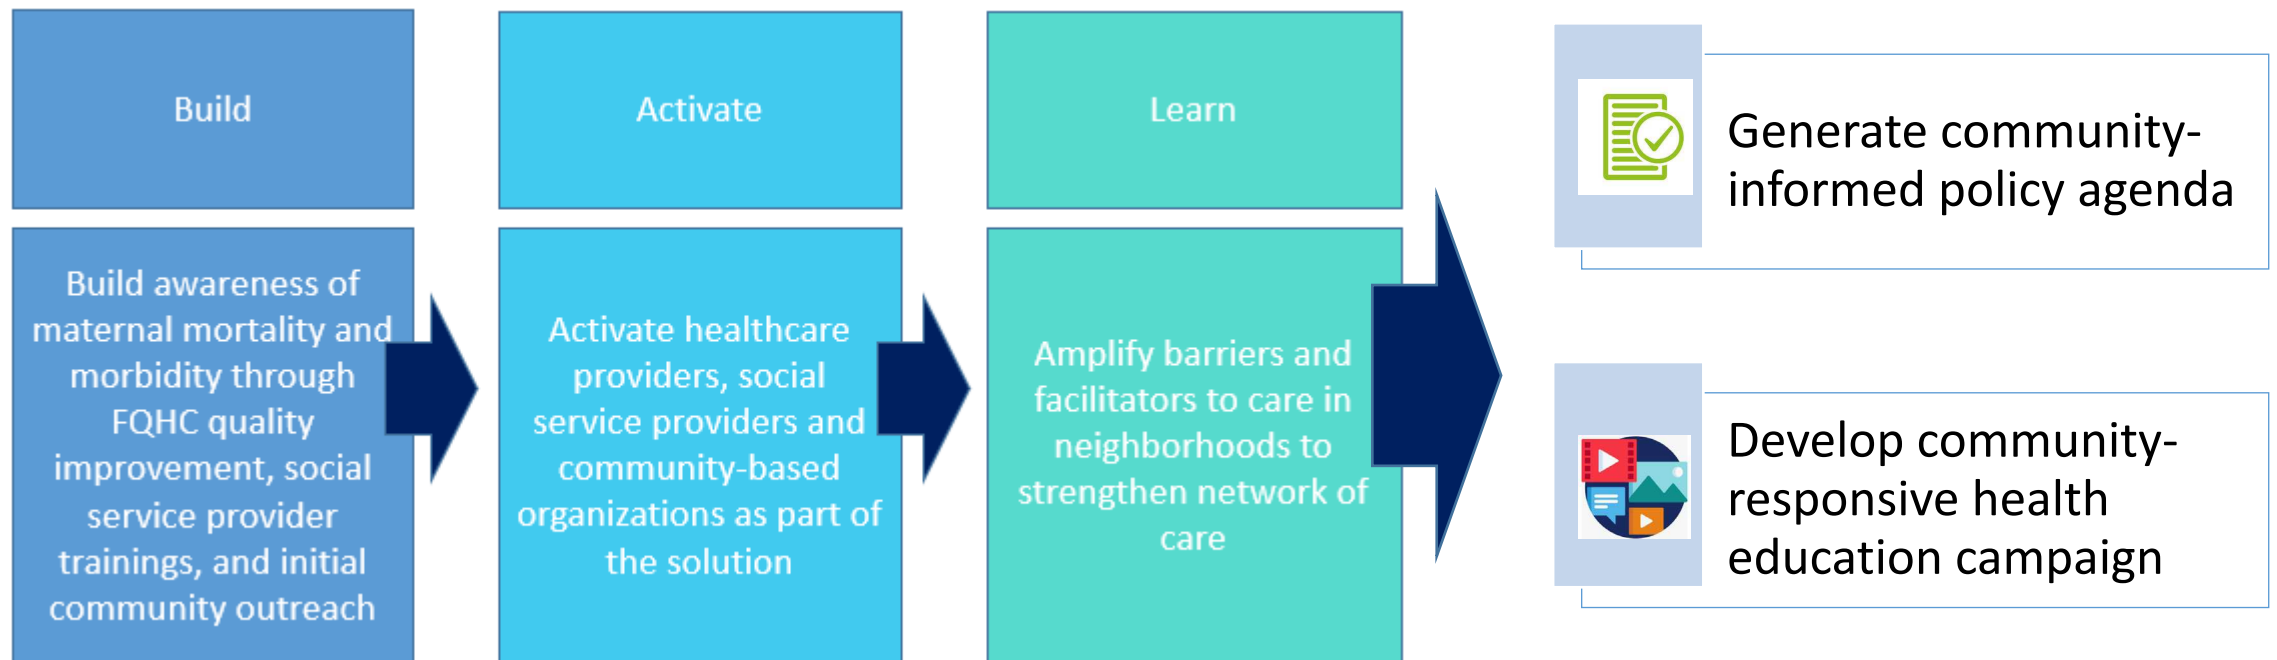 Build
Build awareness of
maternal mortality and
morbidity through
FQHC quality
improvement, social
service provider
trainings, and initial
community outreach
Activate
Activate healthcare
providers, social
service providers and
community-based
organizations as part of
the solution
Learn
Amplify barriers and
facilitators to care in
neighborhoods to
strengthen network of
care
Generate community-
informed policy agenda
Develop community-
responsive health
education campaign